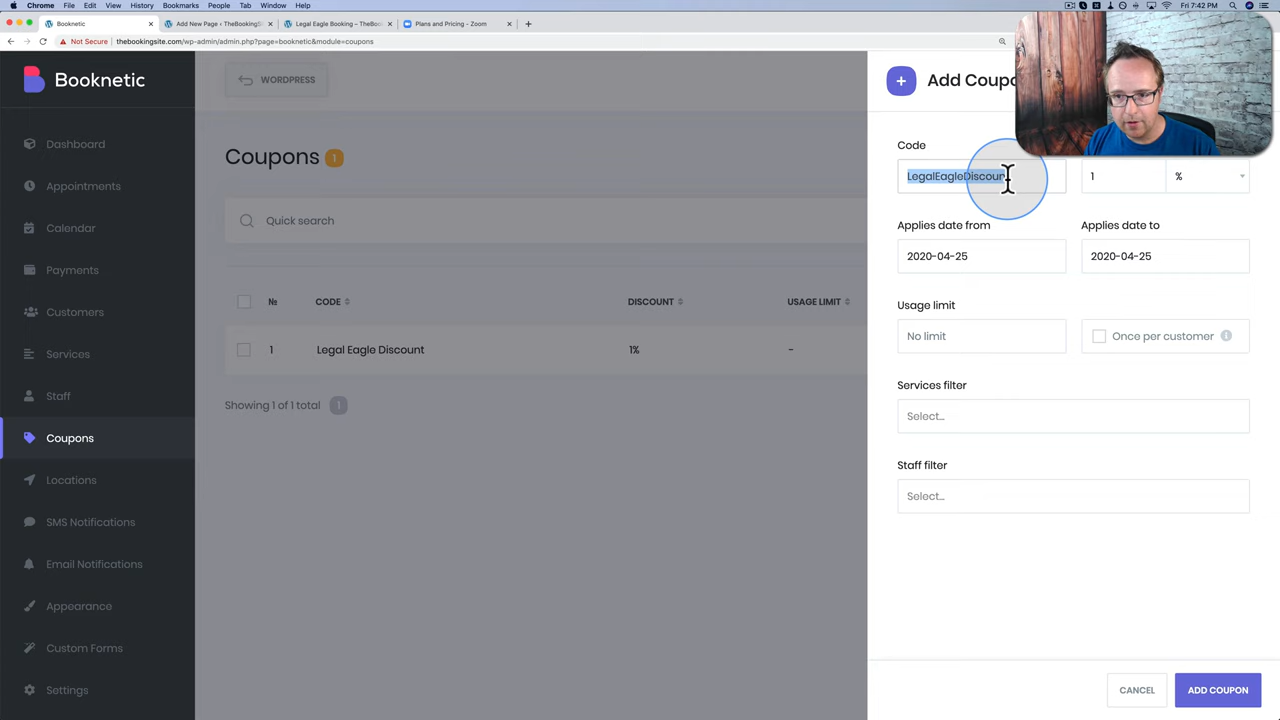 Chrome File Edit View History Bookmarks People Tab Window Help
Fri 7:42 PM
Booknetic
Legal Eagle Booking – TheBook
Plans and Pricing - Zoom
Not Secure thebookingsite.com/wp-admin/admin.php?page=booknetic&module=coupons
Booknetic
WORDPRESS
Dashboard
Appointments
Calendar
Payments
Customers
Services
Staff
Coupons
Locations
SMS Notifications
Email Notifications
Appearance
Custom Forms
Settings
Coupons 1
Quick search
№ CODE DISCOUNT USAGE LIMIT
1 Legal Eagle Discount 1% -
Showing 1 of 1 total 1
Add Coupo
Code
LegalEagleDiscoun
1 %
Applies date from Applies date to
2020-04-25 2020-04-25
Usage limit
No limit Once per customer
Services filter
Select...
Staff filter
Select...
CANCEL ADD COUPON